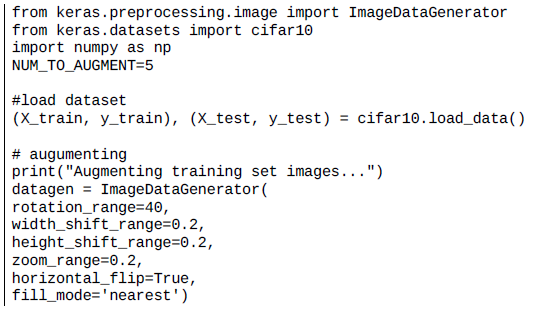 from keras.preprocessing.image import ImageDataGenerator
from keras.datasets import cifar10
import numpy as np
NUM_TO_AUGMENT=5
#load dataset
(X_train, y_train), (X_test, y_test) = cifar10.load_data()
# augumenting
print("Augmenting training set images...")
datagen = ImageDataGenerator(
rotation_range=40,
width_shift_range=0.2,
height_shift_range=0.2,
zoom_range=0.2,
horizontal_flip=True,
fill_mode='nearest')